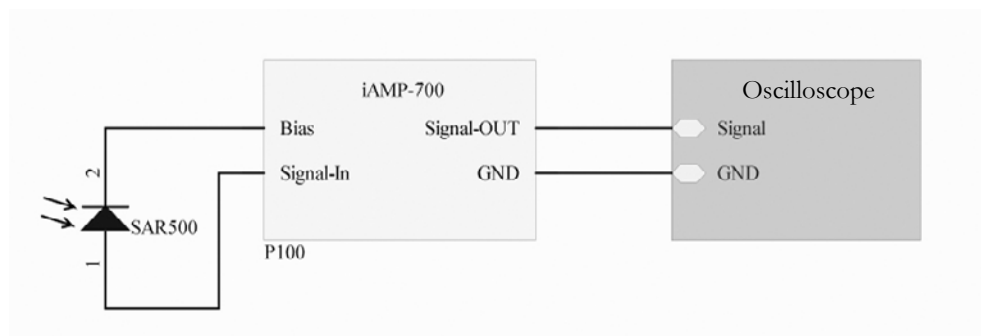 iAMP-700
Oscilloscope
Bias
Signal-OUT
Signal
Signal-In
GND
GND
2
SAR500
1
P100